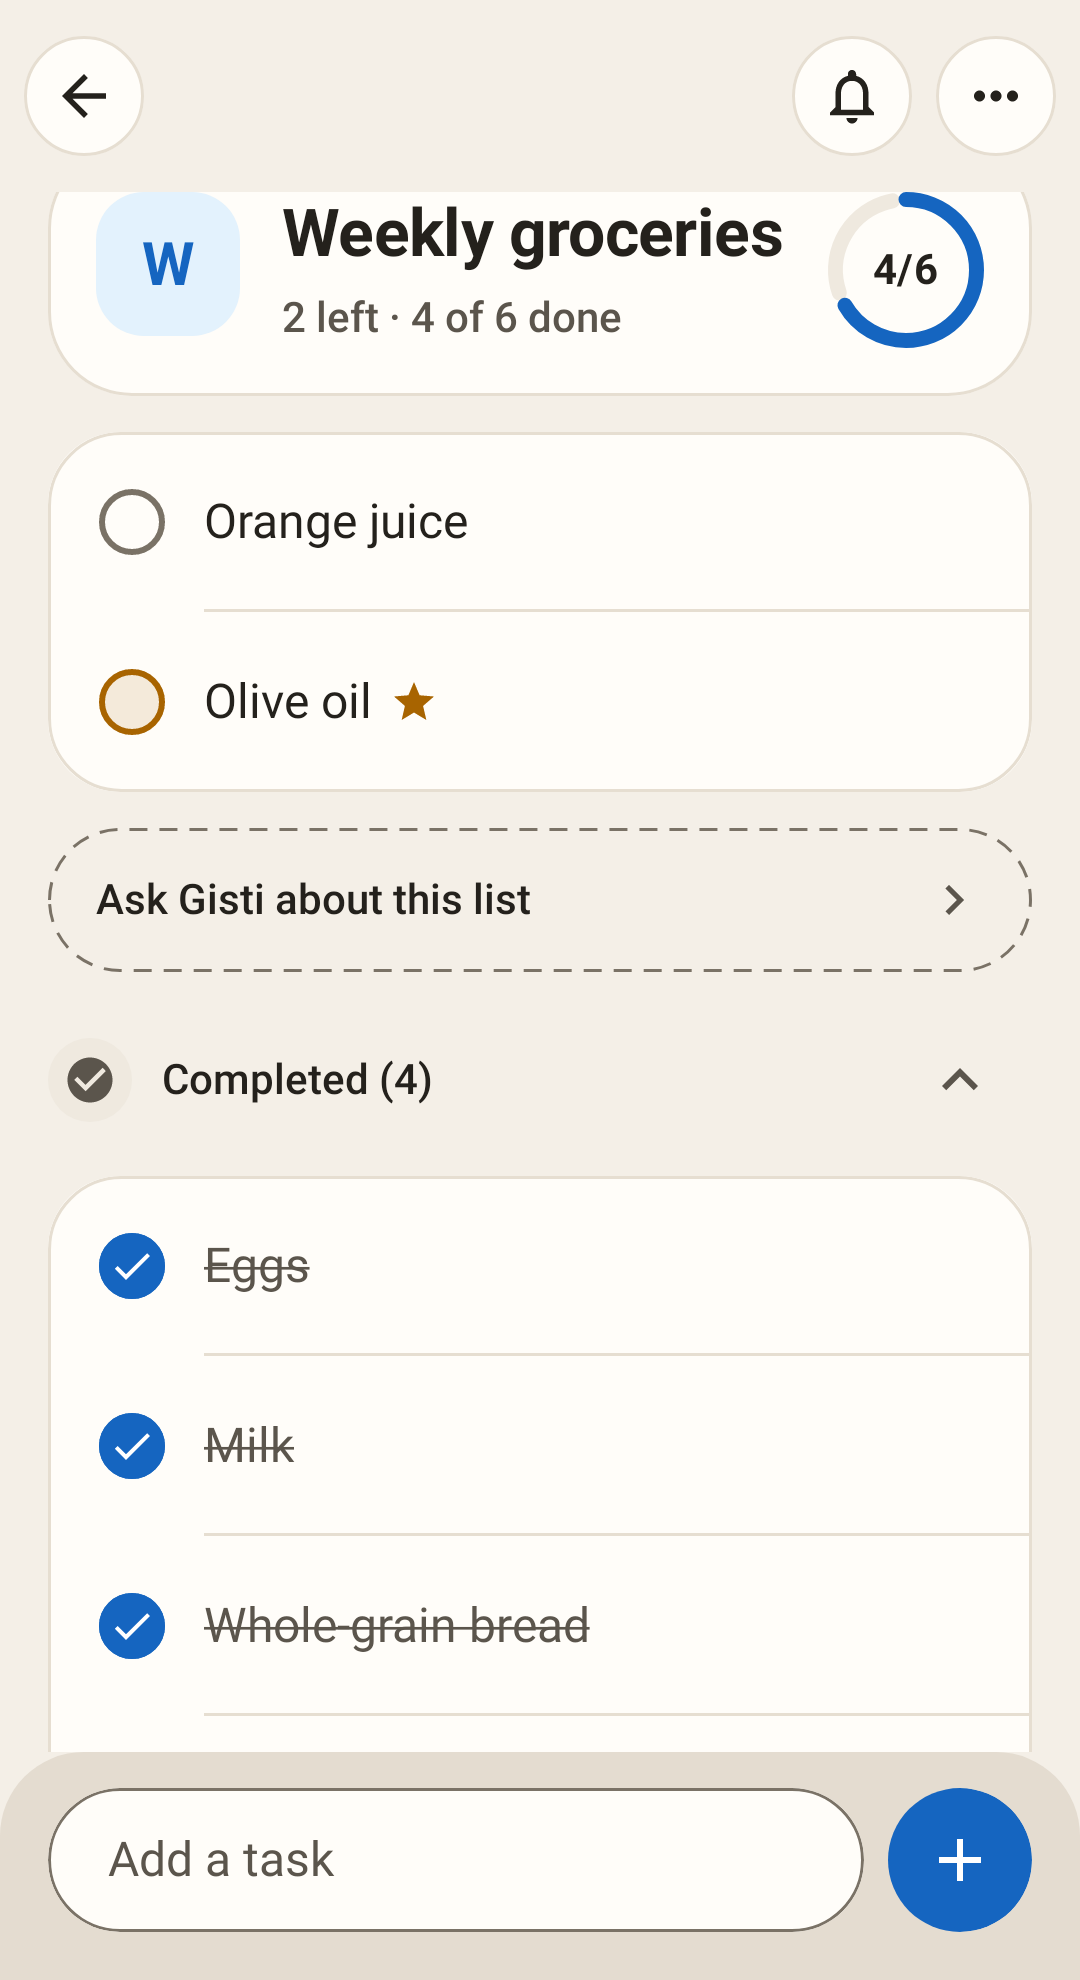 W
Weekly groceries
4/6
2 left · 4 of 6 done
Orange juice
Olive oil
Ask Gisti about this list
Completed (4)
Eggs
Milk
Whole-grain bread
Add a task